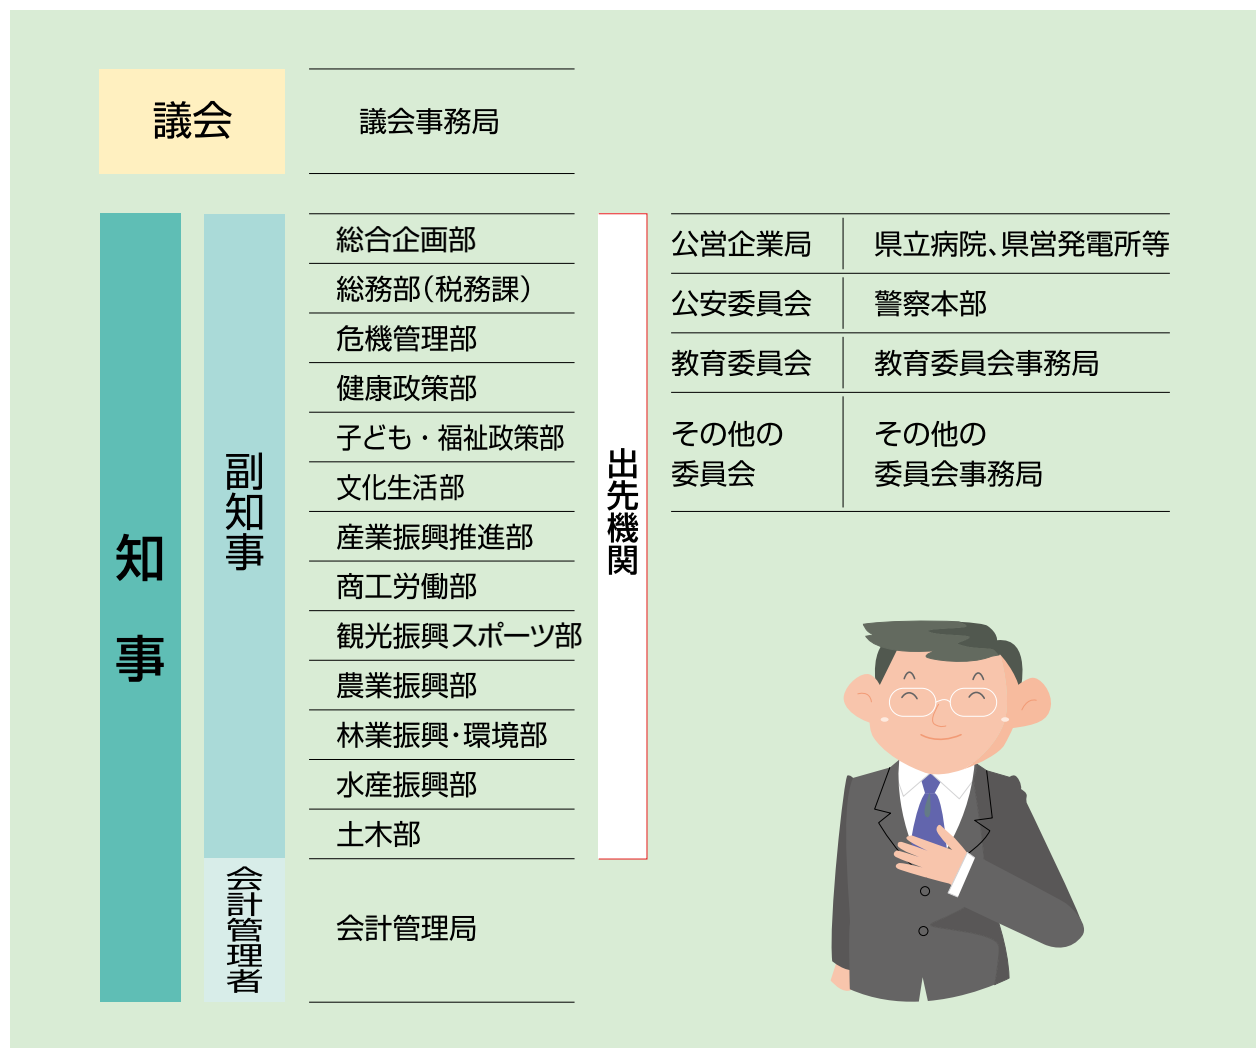 議会
議会事務局
知事
副知事
総合企画部
総務部(税務課)
危機管理部
健康政策部
子ども・福祉政策部
文化生活部
産業振興推進部
商工労働部
観光振興スポーツ部
農業振興部
林業振興・環境部
水産振興部
土木部
会計管理者
会計管理局
出先機関
公営企業局
県立病院、県営発電所等
公安委員会
警察本部
教育委員会
教育委員会事務局
その他の
委員会
その他の
委員会事務局